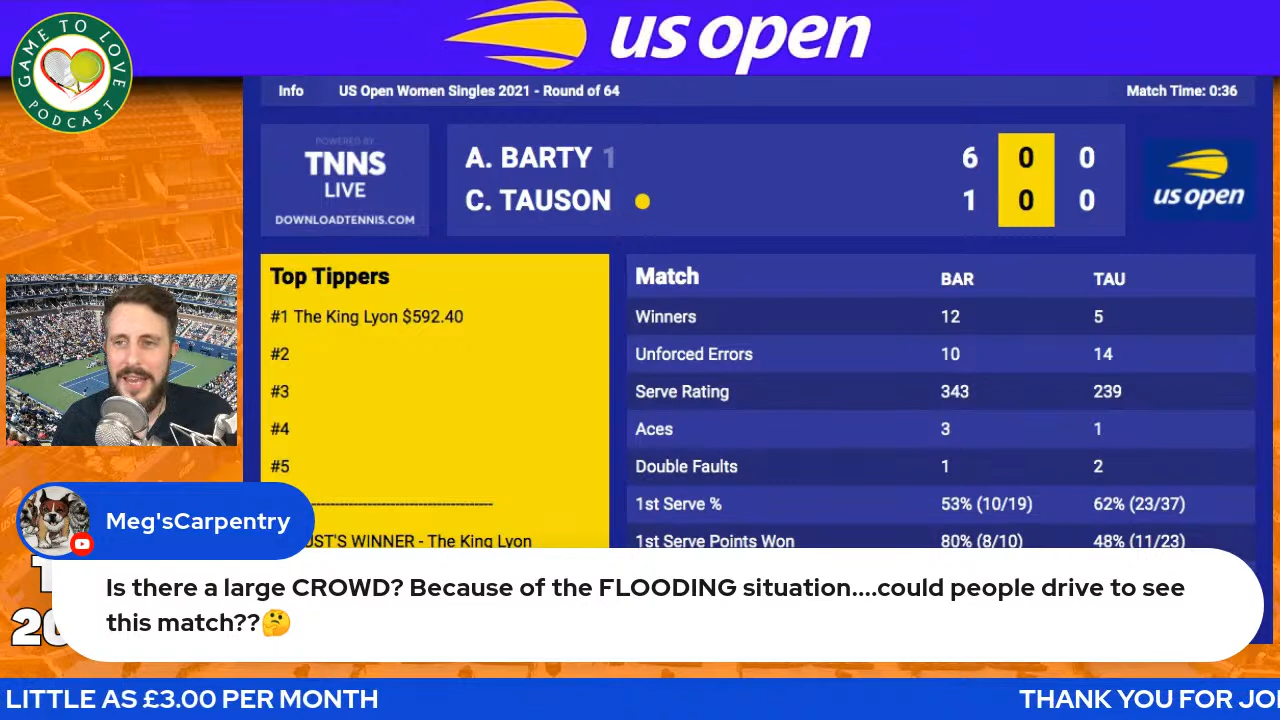 GAME TO LOVE
PODCAST
us open
Info US Open Women Singles 2021 - Round of 64 Match Time: 0:36
POWERED BY
TNNS
LIVE
DOWNLOADTENNIS.COM
A. BARTY 1 6 0 0
C. TAUSON 1 0 0
us open
Top Tippers
#1 The King Lyon $592.40
#2
#3
#4
#5
UST'S WINNER - The King Lyon
Match BAR TAU
Winners 12 5
Unforced Errors 10 14
Serve Rating 343 239
Aces 3 1
Double Faults 1 2
1st Serve % 53% (10/19) 62% (23/37)
1st Serve Points Won 80% (8/10) 48% (11/23)
Meg'sCarpentry
Is there a large CROWD? Because of the FLOODING situation....could people drive to see
this match??🤔
LITTLE AS £3.00 PER MONTH THANK YOU FOR JOI